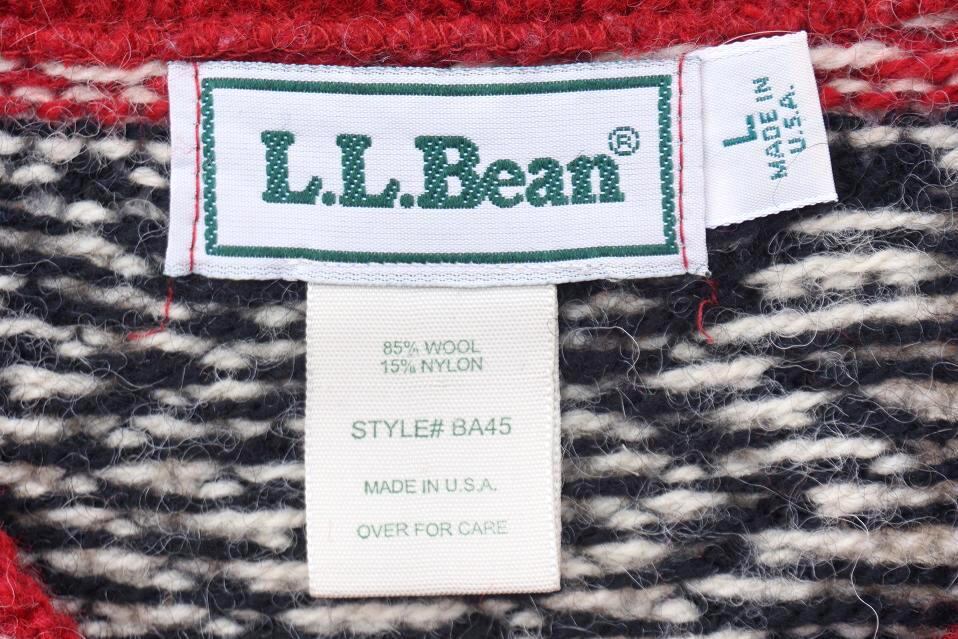 L.L.Bean®
L
MADE IN
U.S.A.
85% WOOL
15% NYLON
STYLE# BA45
MADE IN U.S.A.
OVER FOR CARE